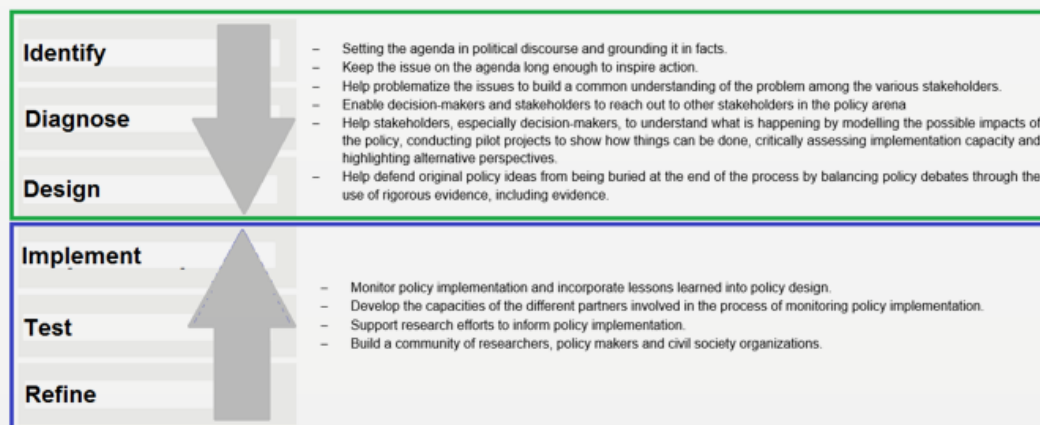 Identify
Diagnose
Design
– Setting the agenda in political discourse and grounding it in facts.
– Keep the issue on the agenda long enough to inspire action.
– Help problematize the issues to build a common understanding of the problem among the various stakeholders.
– Enable decision-makers and stakeholders to reach out to other stakeholders in the policy arena
– Help stakeholders, especially decision-makers, to understand what is happening by modelling the possible impacts of
the policy, conducting pilot projects to show how things can be done, critically assessing implementation capacity and
highlighting alternative perspectives.
– Help defend original policy ideas from being buried at the end of the process by balancing policy debates through the
use of rigorous evidence, including evidence.
Implement
Test
Refine
– Monitor policy implementation and incorporate lessons learned into policy design.
– Develop the capacities of the different partners involved in the process of monitoring policy implementation.
– Support research efforts to inform policy implementation.
– Build a community of researchers, policy makers and civil society organizations.